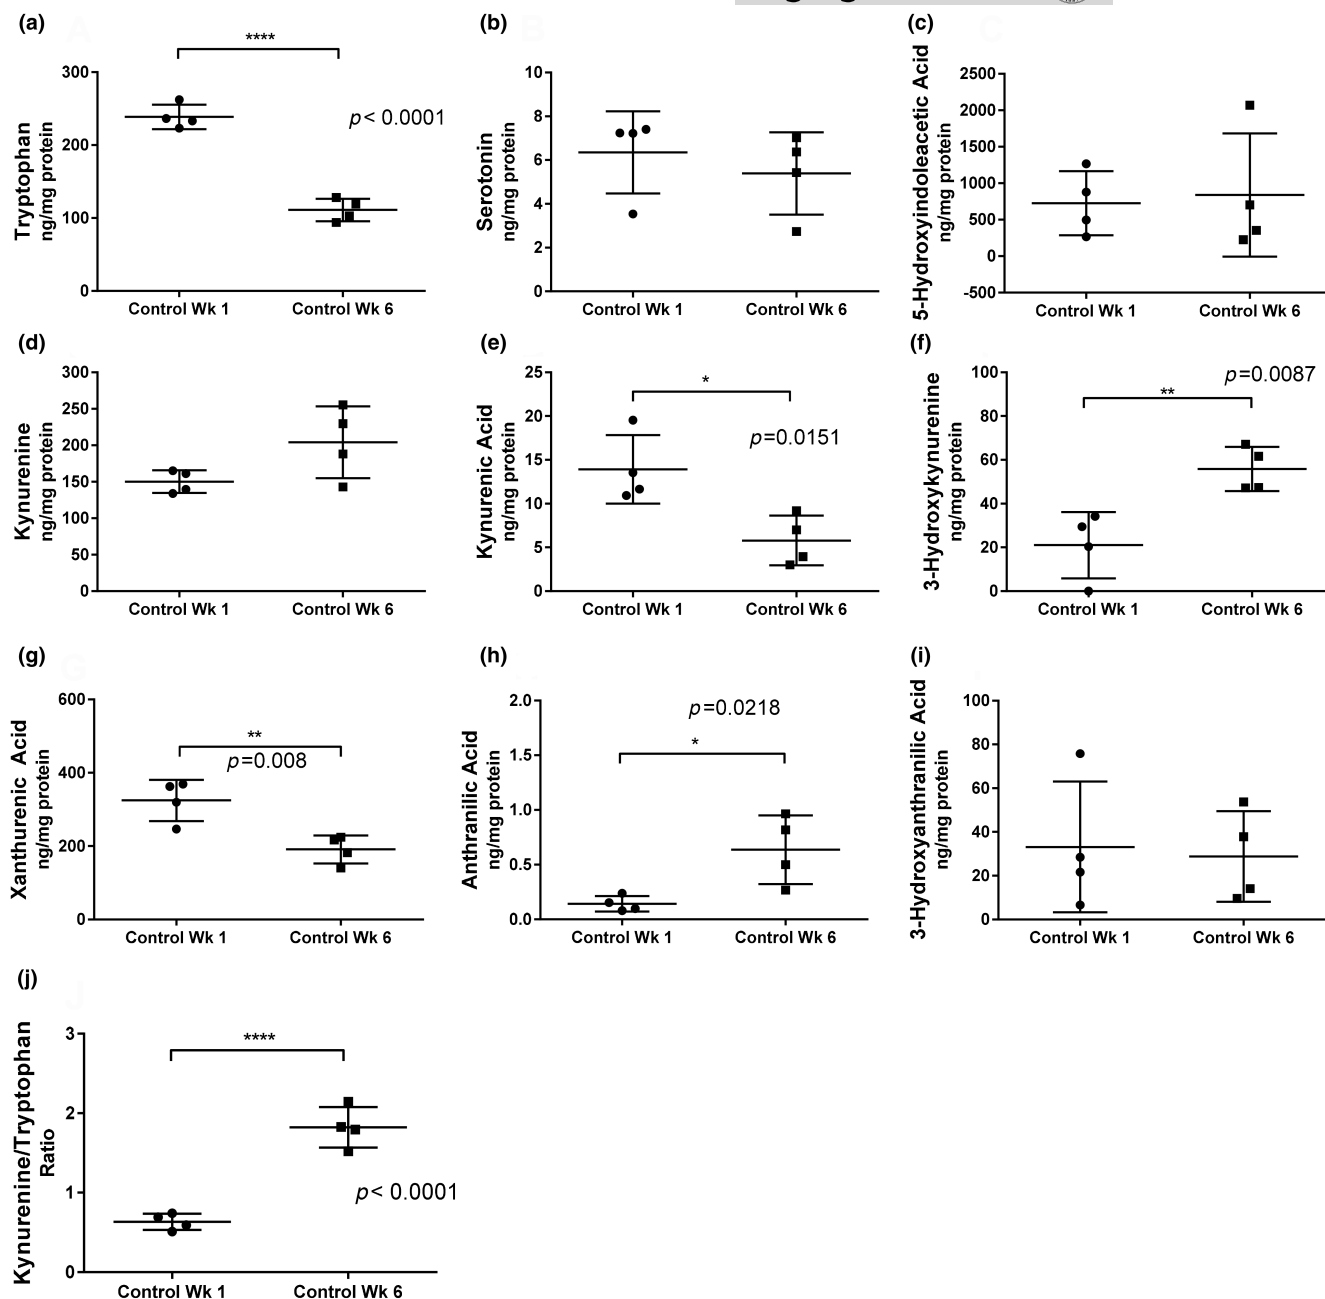 (a)
Tryptophan
ng/mg protein
300
200
100
0
****
p< 0.0001
Control Wk 1
Control Wk 6
(b)
Serotonin
ng/mg protein
10
8
6
4
2
0
Control Wk 1
Control Wk 6
(c)
5-Hydroxyindoleacetic Acid
ng/mg protein
2500
2000
1500
1000
500
0
-500
Control Wk 1
Control Wk 6
(d)
Kynurenine
ng/mg protein
300
250
200
150
100
50
0
Control Wk 1
Control Wk 6
(e)
Kynurenic Acid
ng/mg protein
25
20
15
10
5
0
*
p=0.0151
Control Wk 1
Control Wk 6
(f)
3-Hydroxykynurenine
ng/mg protein
100
80
60
40
20
0
**
p=0.0087
Control Wk 1
Control Wk 6
(g)
Xanthurenic Acid
ng/mg protein
600
400
200
0
**
p=0.008
Control Wk 1
Control Wk 6
(h)
Anthranilic Acid
ng/mg protein
2.0
1.5
1.0
0.5
0.0
p=0.0218
*
Control Wk 1
Control Wk 6
(i)
3-Hydroxyanthranilic Acid
ng/mg protein
100
80
60
40
20
0
Control Wk 1
Control Wk 6
(j)
Kynurenine/Tryptophan
Ratio
3
2
1
0
****
p< 0.0001
Control Wk 1
Control Wk 6